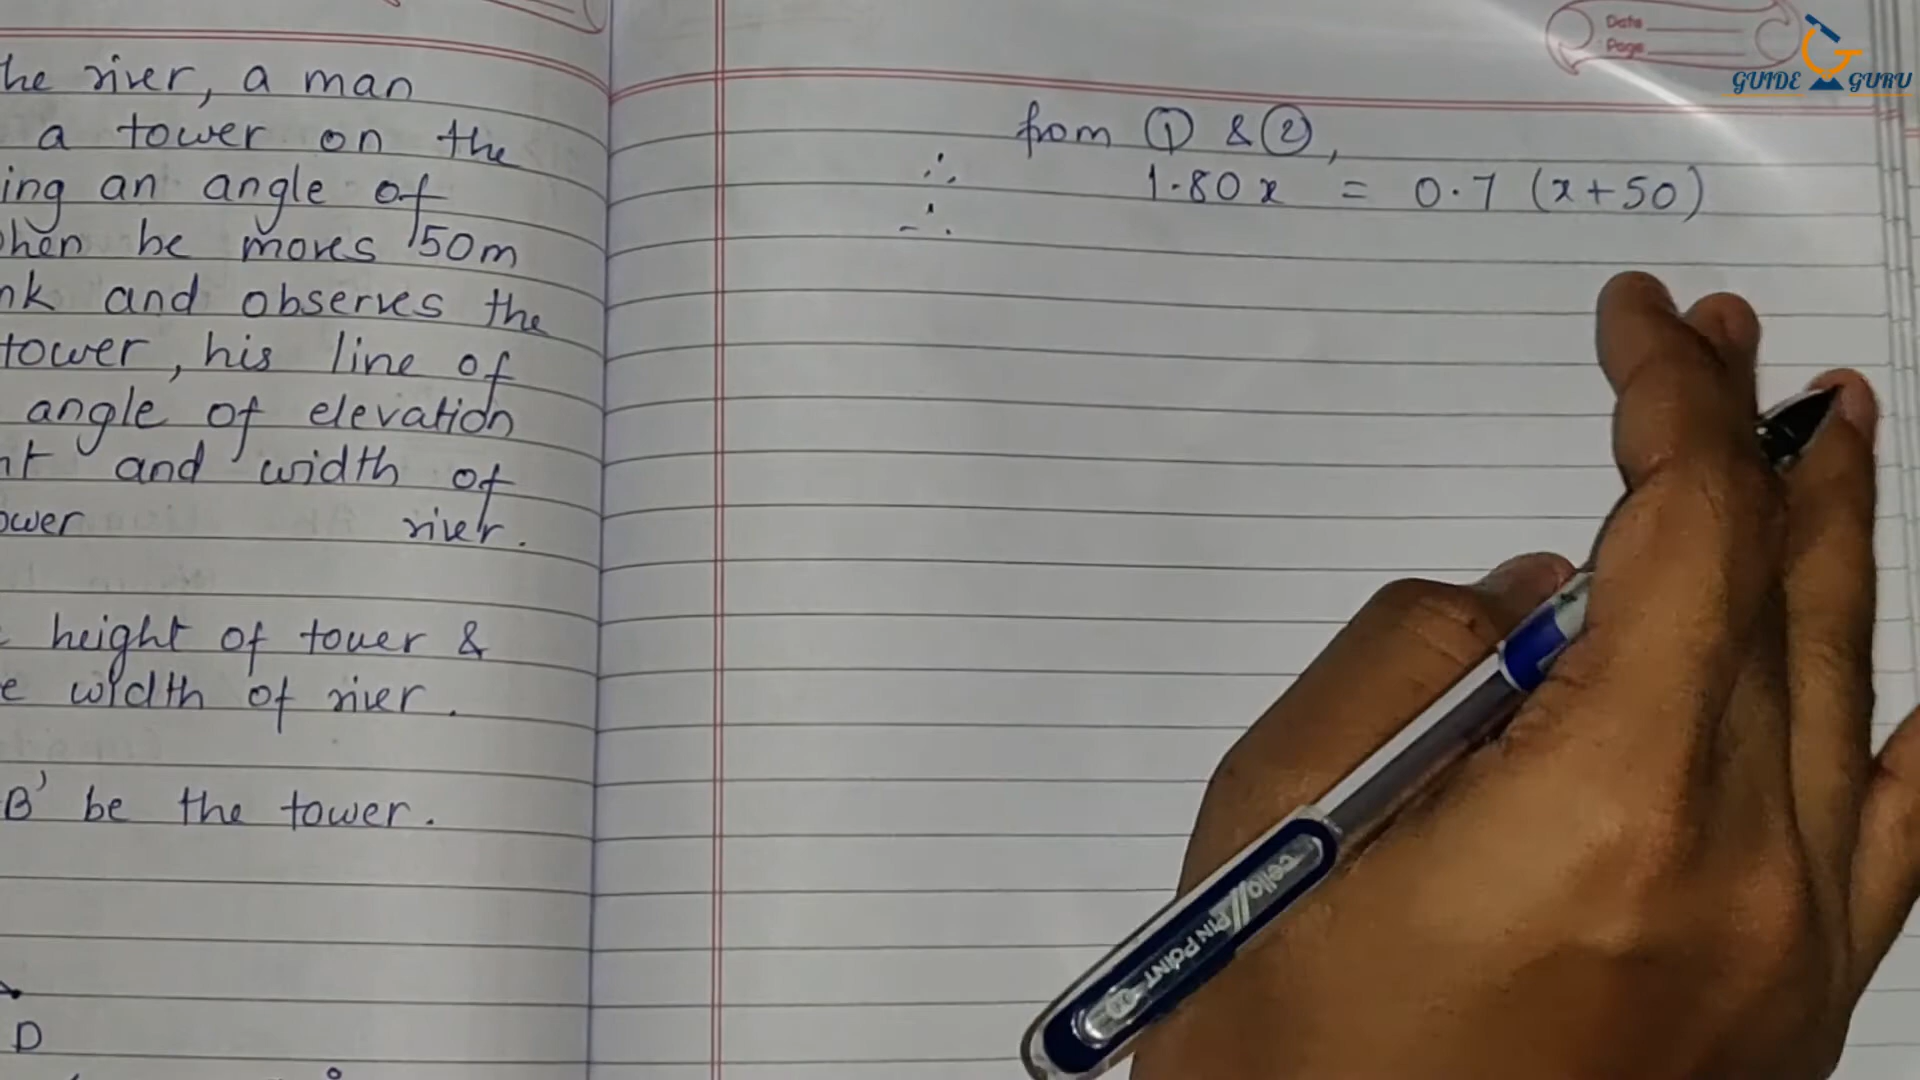 Date
Page
GUIDE GURU
he river, a man
a tower on the
ing an angle of
hen he moves 50m
nk and observes the
tower, his line of
angle of elevation
ht and width of
ower river.
height of tower &
e width of river.
B' be the tower.
D
from ① & ②,
∴ 1.80x = 0.7 (x+50)
∴
cello PIN POINT